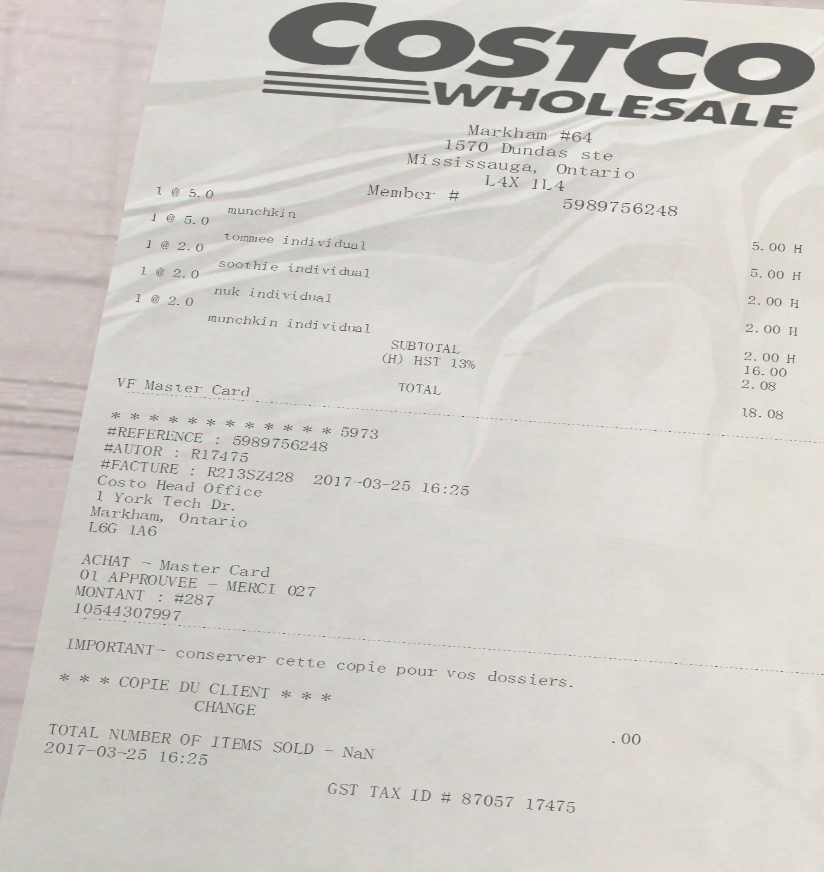 COSTCO
WHOLESALE
Markham #64
1570 Dundas ste
Mississauga, Ontario
L4X 1L4
Member # 5989756248
1 @ 5.0 munchkin 5.00 H
1 @ 5.0 tommee individual 5.00 H
1 @ 2.0 soothie individual 2.00 H
1 @ 2.0 nuk individual 2.00 H
1 @ 2.0 munchkin individual 2.00 H
SUBTOTAL 16.00
(H) HST 13% 2.08
TOTAL 18.08
VF Master Card
* * * * * * * * * * * * 5973
#REFERENCE : 5989756248
#AUTOR : R17475
#FACTURE : R213SZ428 2017-03-25 16:25
Costo Head Office
1 York Tech Dr.
Markham, Ontario
L6G 1A6
ACHAT - Master Card
01 APPROUVEE - MERCI 027
MONTANT : #287
10544307997
IMPORTANT- conserver cette copie pour vos dossiers.
* * * COPIE DU CLIENT * * *
CHANGE .00
TOTAL NUMBER OF ITEMS SOLD - NaN
2017-03-25 16:25
GST TAX ID # 87057 17475